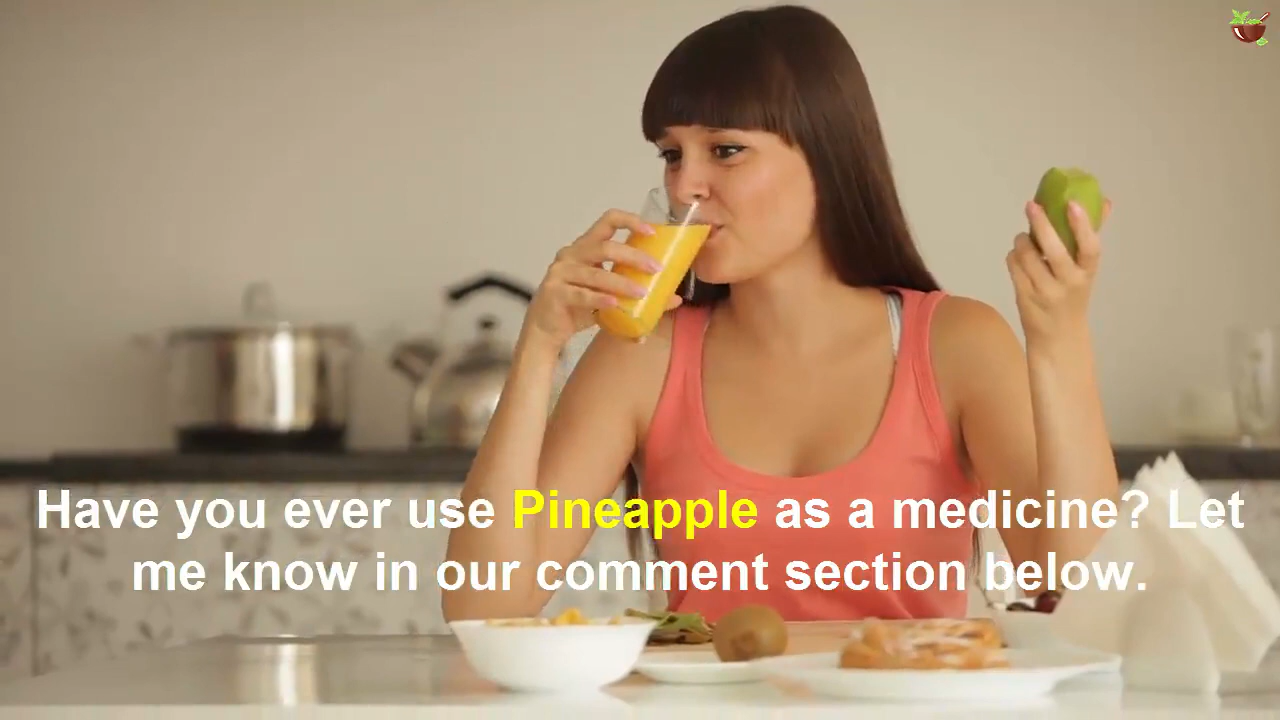 Have you ever use Pineapple as a medicine? Let
me know in our comment section below.